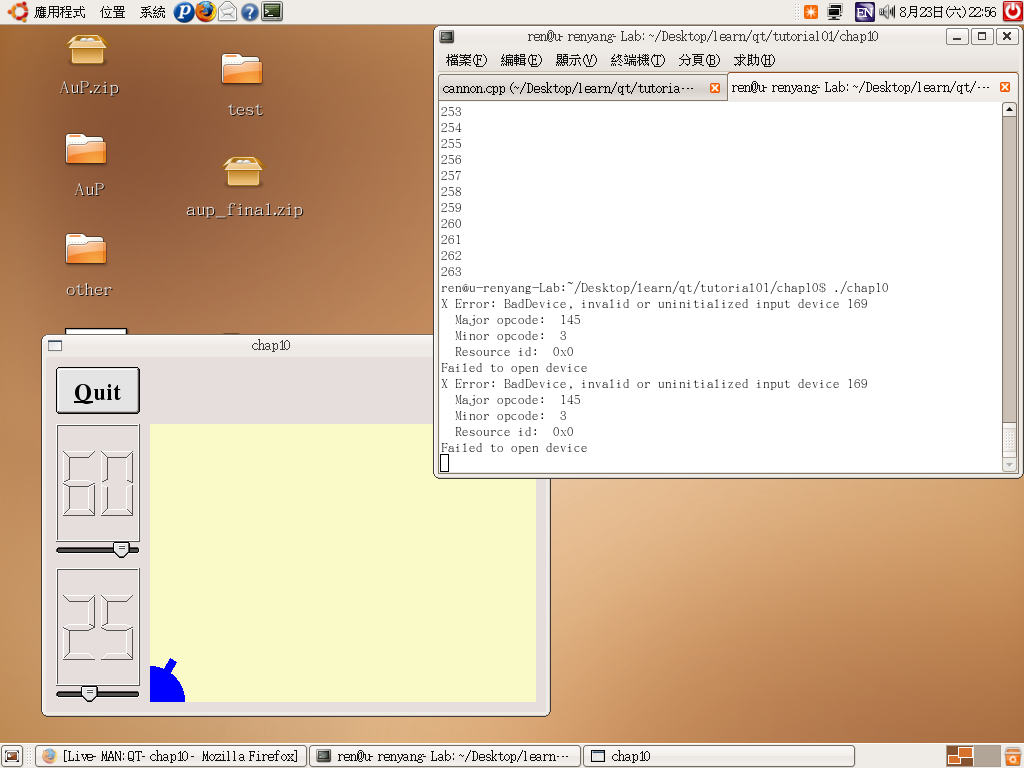 應用程式 位置 系統
EN 8月23日(六) 22:56
AuP.zip
test
AuP
aup_final.zip
other
ren@u-renyang-Lab: ~/Desktop/learn/qt/tutorial01/chap10
檔案(F) 編輯(E) 顯示(V) 終端機(T) 分頁(B) 求助(H)
cannon.cpp (~/Desktop/learn/qt/tutoria…
ren@u-renyang-Lab: ~/Desktop/learn/qt/…
253
254
255
256
257
258
259
260
261
262
263
ren@u-renyang-Lab:~/Desktop/learn/qt/tutorial01/chap10$ ./chap10
X Error: BadDevice, invalid or uninitialized input device 169
Major opcode: 145
Minor opcode: 3
Resource id: 0x0
Failed to open device
X Error: BadDevice, invalid or uninitialized input device 169
Major opcode: 145
Minor opcode: 3
Resource id: 0x0
Failed to open device
chap10
Quit
60
25
[Live-MAN:QT-chap10 - Mozilla Firefox]
ren@u-renyang-Lab: ~/Desktop/learn…
chap10